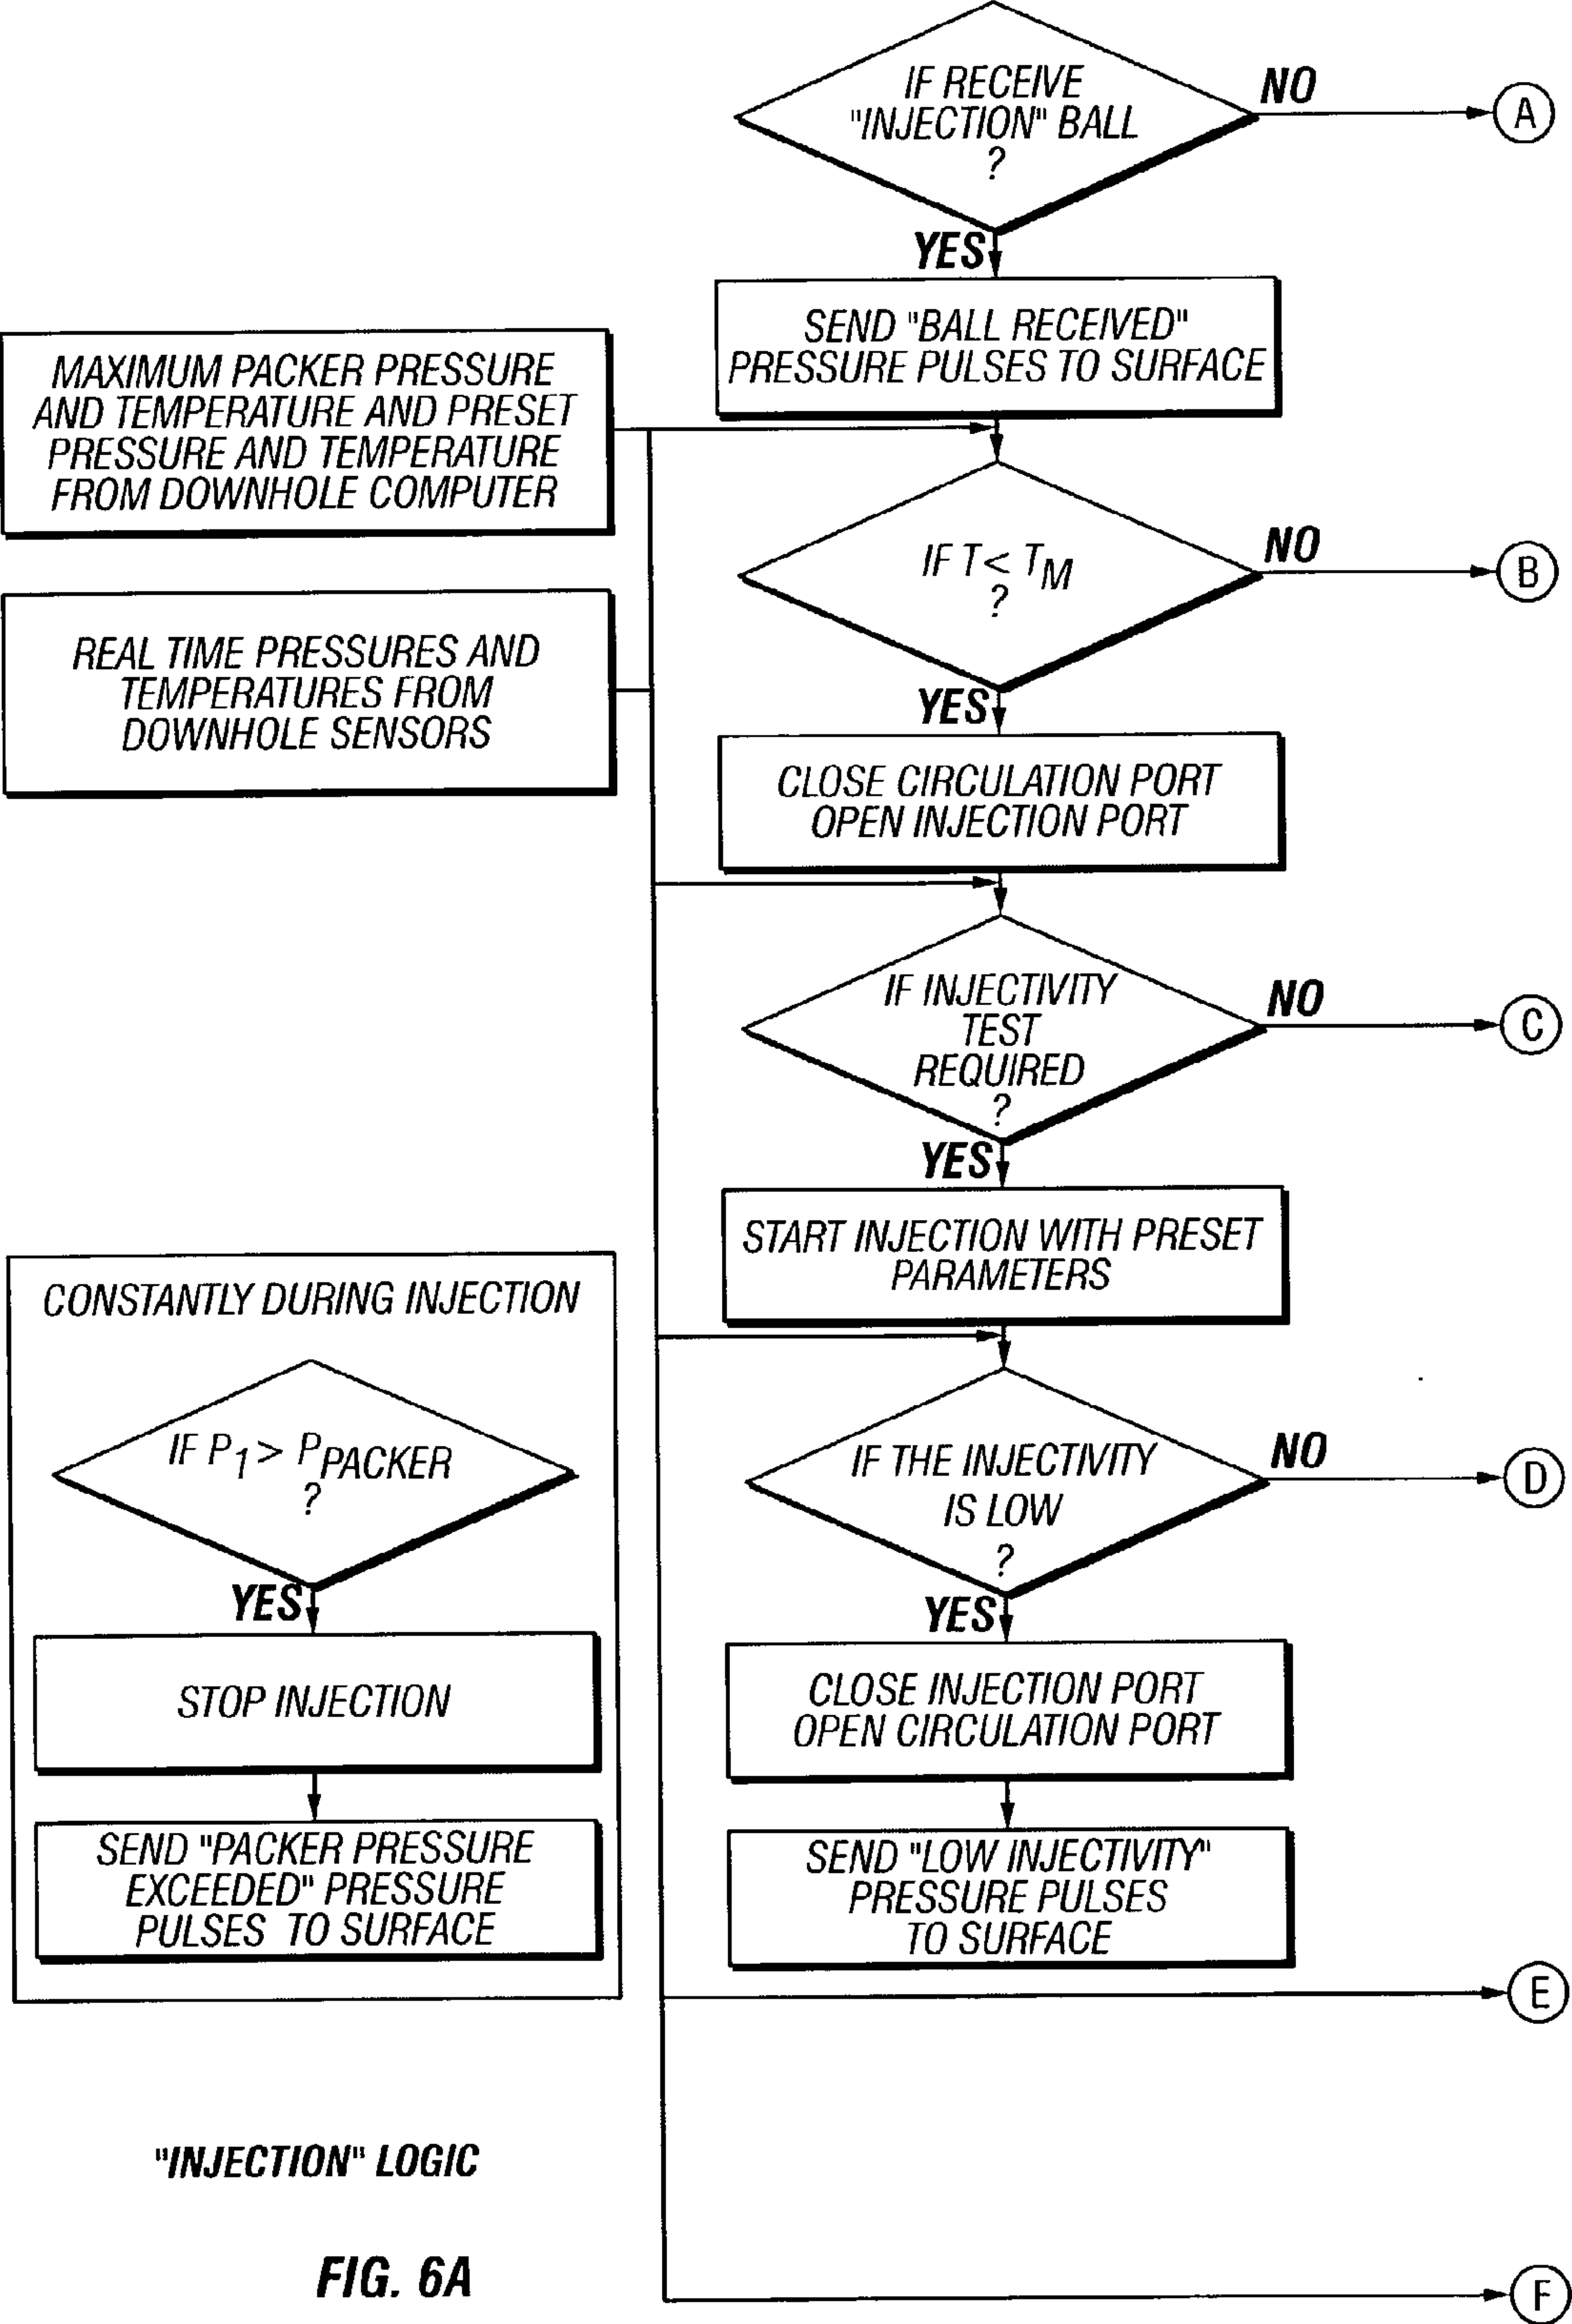 IF RECEIVE
"INJECTION" BALL
?
NO
A
YES
SEND "BALL RECEIVED"
PRESSURE PULSES TO SURFACE
MAXIMUM PACKER PRESSURE
AND TEMPERATURE AND PRESET
PRESSURE AND TEMPERATURE
FROM DOWNHOLE COMPUTER
IF T < TM
?
NO
B
YES
REAL TIME PRESSURES AND
TEMPERATURES FROM
DOWNHOLE SENSORS
CLOSE CIRCULATION PORT
OPEN INJECTION PORT
IF INJECTIVITY
TEST
REQUIRED
?
NO
C
YES
START INJECTION WITH PRESET
PARAMETERS
IF THE INJECTIVITY
IS LOW
?
NO
D
YES
CLOSE INJECTION PORT
OPEN CIRCULATION PORT
SEND "LOW INJECTIVITY"
PRESSURE PULSES
TO SURFACE
CONSTANTLY DURING INJECTION
IF P1 > PPACKER
?
YES
STOP INJECTION
SEND "PACKER PRESSURE
EXCEEDED" PRESSURE
PULSES TO SURFACE
E
F
"INJECTION" LOGIC
FIG. 6A